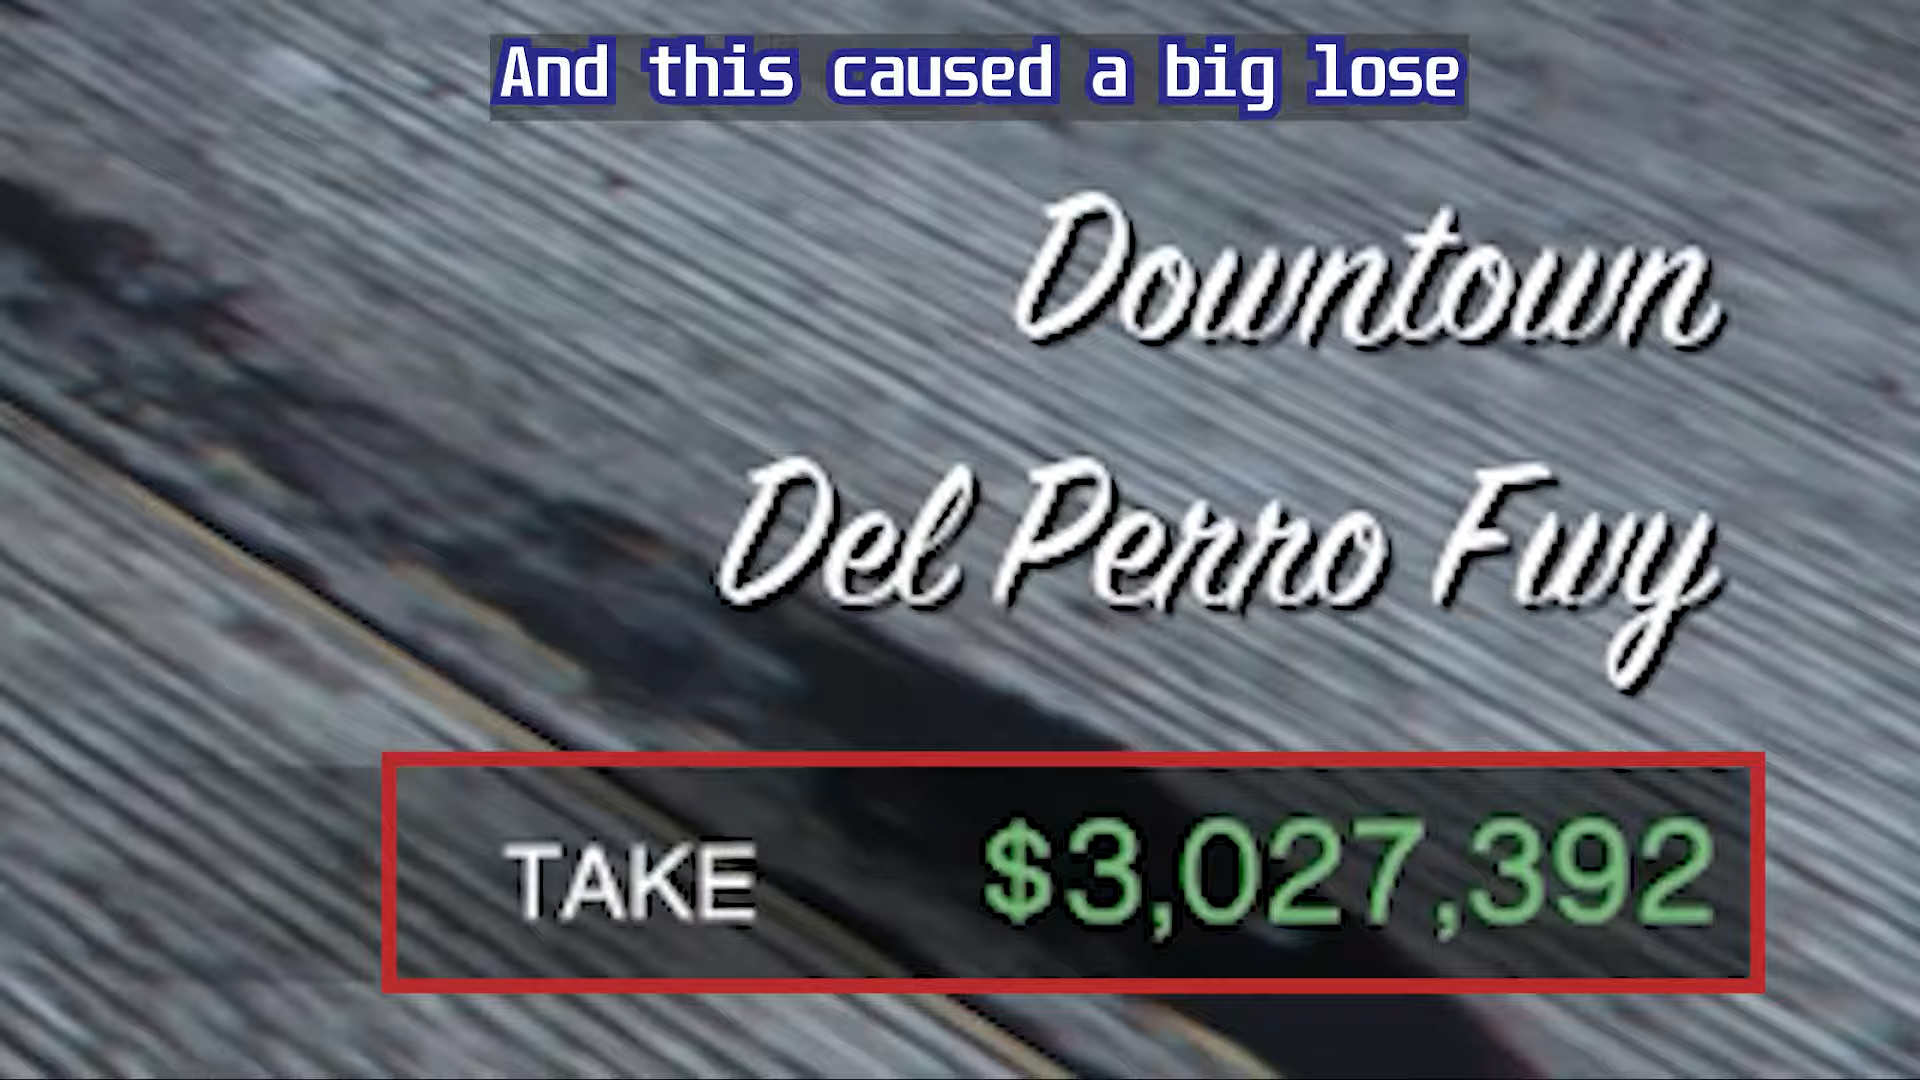 And this caused a big lose
Downtown
Del Perro Fwy
TAKE $3,027,392